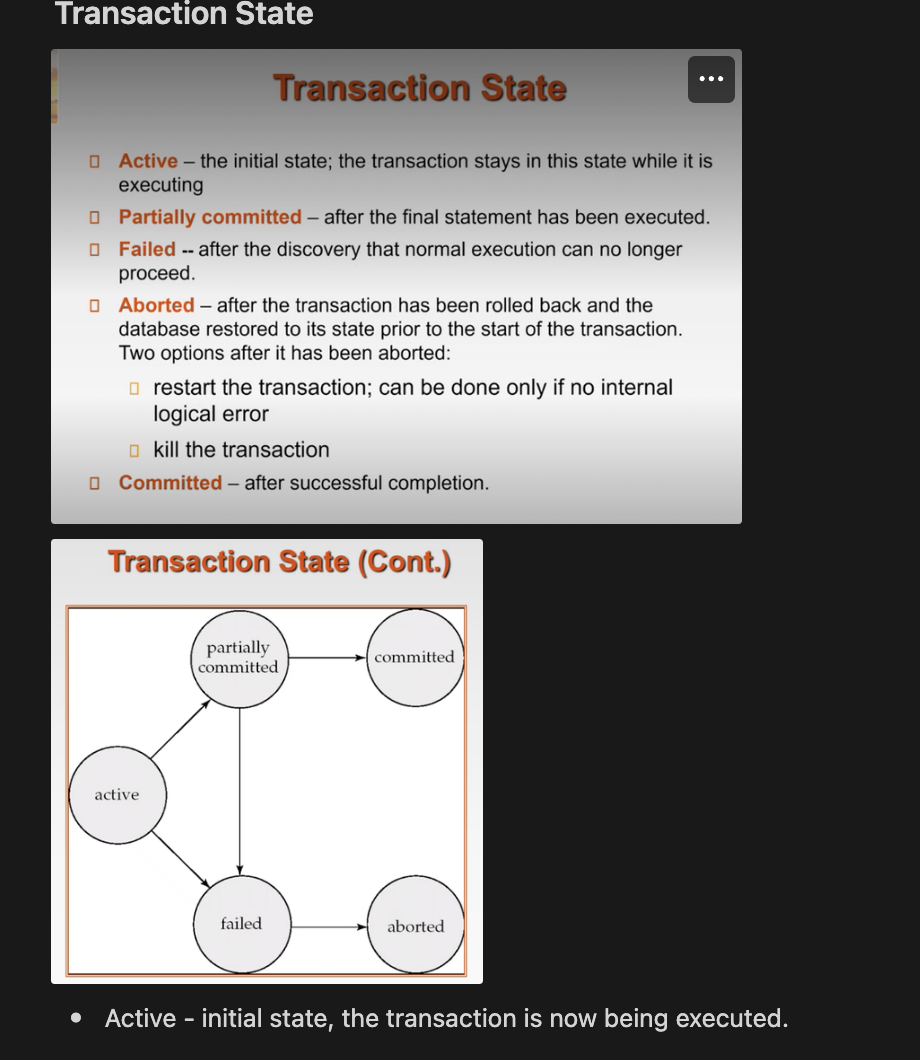 Transaction State
Transaction State
Active – the initial state; the transaction stays in this state while it is
executing
Partially committed – after the final statement has been executed.
Failed -- after the discovery that normal execution can no longer
proceed.
Aborted – after the transaction has been rolled back and the
database restored to its state prior to the start of the transaction.
Two options after it has been aborted:
restart the transaction; can be done only if no internal
logical error
kill the transaction
Committed – after successful completion.
Transaction State (Cont.)
partially
committed
committed
active
failed
aborted
Active - initial state, the transaction is now being executed.